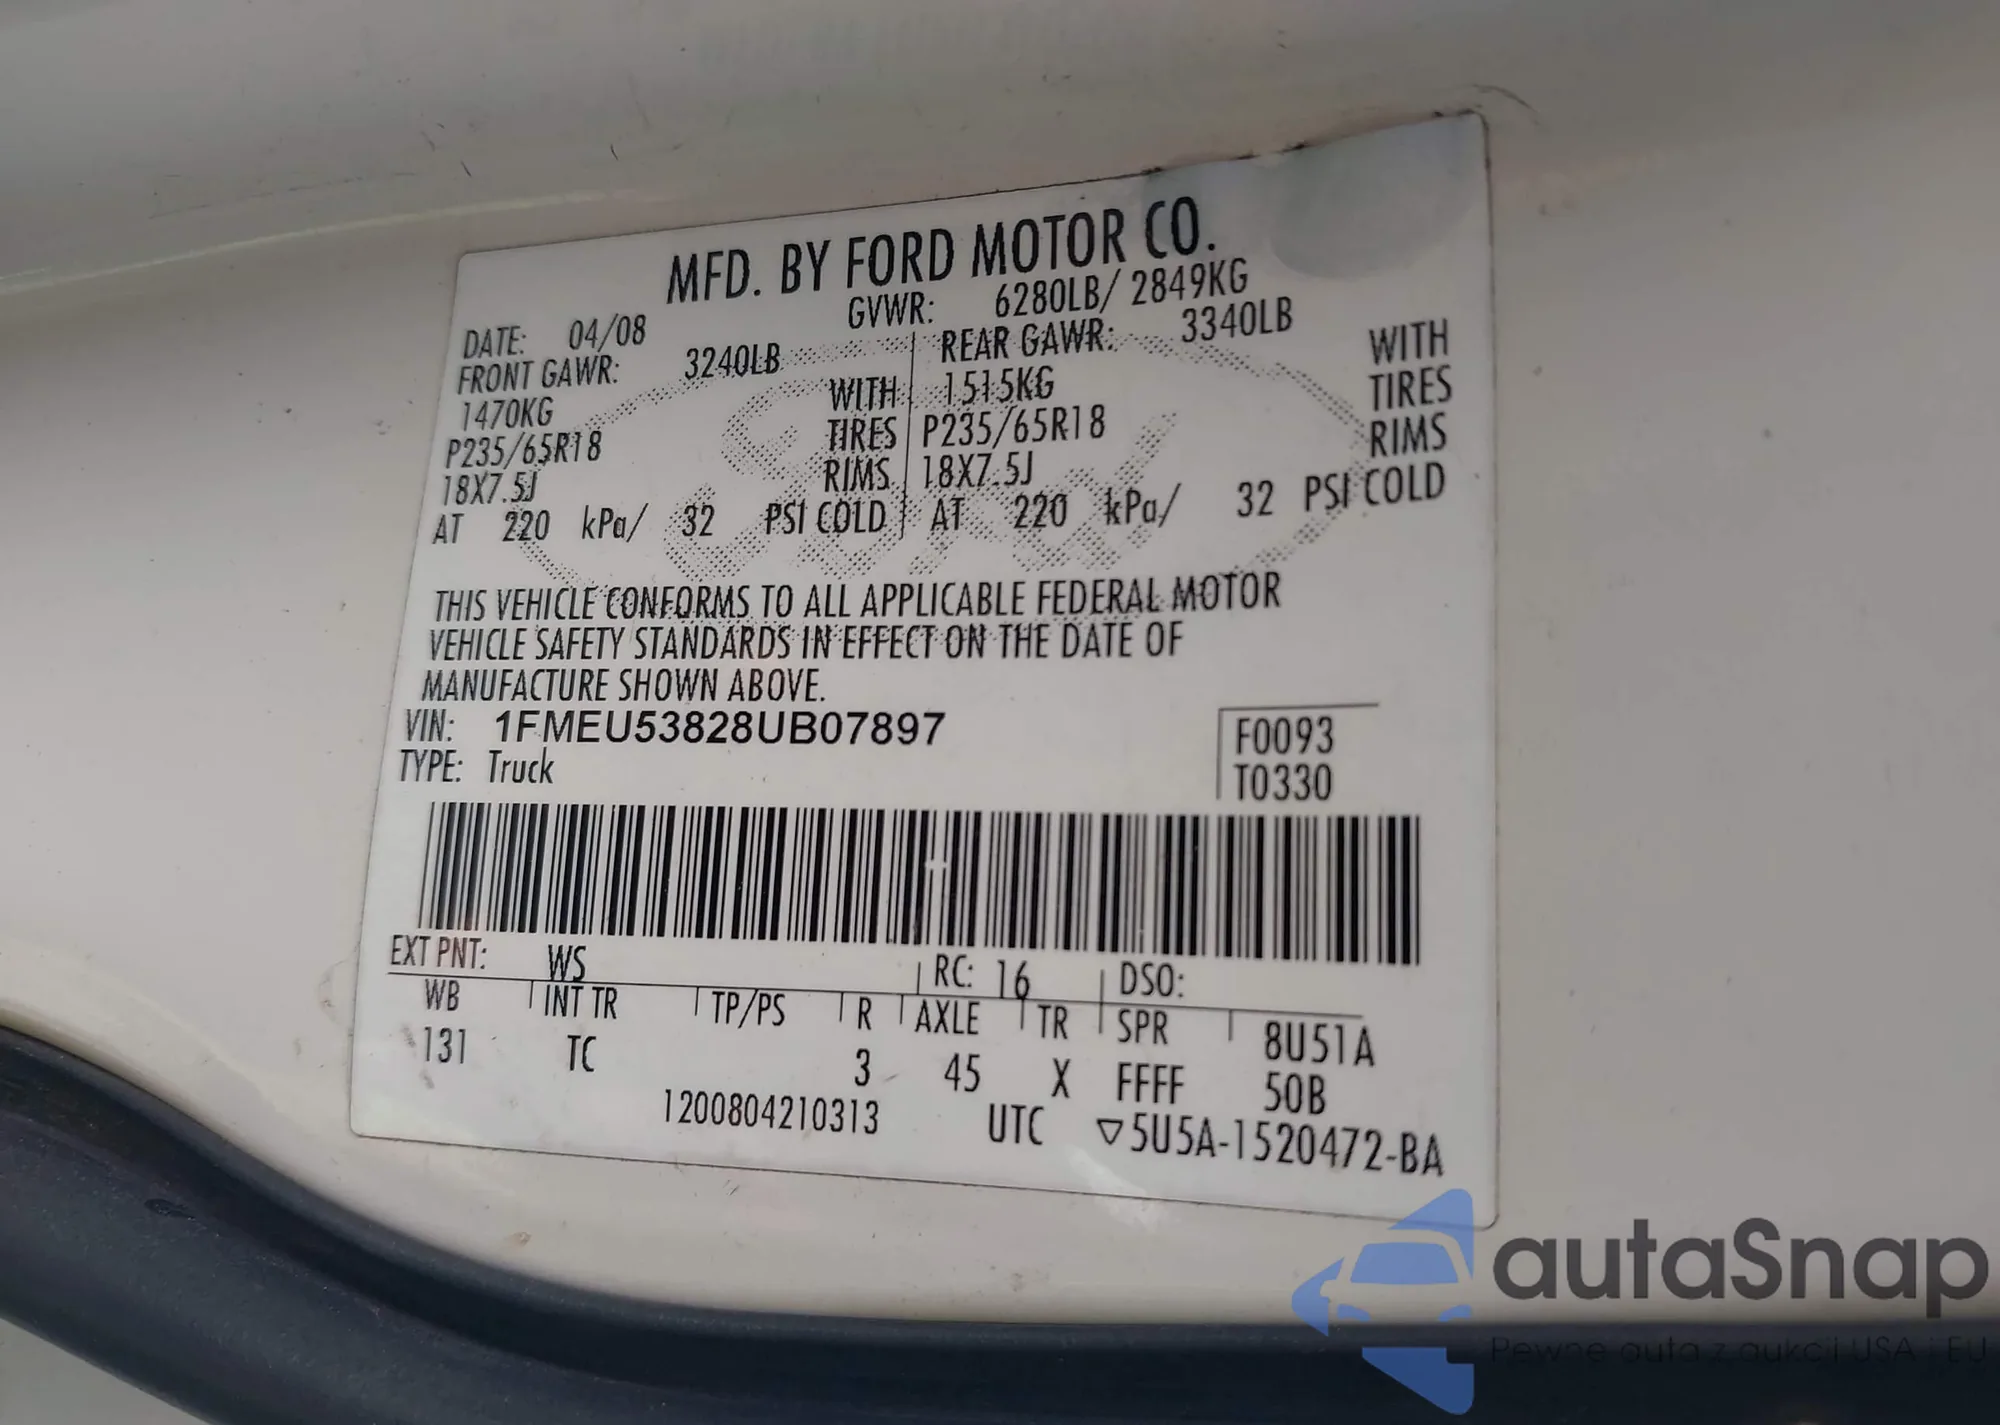 MFD. BY FORD MOTOR CO.
DATE: 04/08 GVWR: 6280LB/ 2849KG
FRONT GAWR: 3240LB REAR GAWR: 3340LB
1470KG WITH 1515KG WITH
P235/65R18 TIRES P235/65R18 TIRES
18X7.5J RIMS 18X7.5J RIMS
AT 220 kPa/ 32 PSI COLD AT 220 kPa/ 32 PSI COLD
THIS VEHICLE CONFORMS TO ALL APPLICABLE FEDERAL MOTOR
VEHICLE SAFETY STANDARDS IN EFFECT ON THE DATE OF
MANUFACTURE SHOWN ABOVE.
VIN: 1FMEU53828UB07897 F0093
TYPE: Truck T0330
EXT PNT: WS RC: 16 DSO:
WB INT TR TP/PS R AXLE TR SPR 8U51A
131 TC 3 45 X FFFF 50B
1200804210313 UTC ▽5U5A-1520472-BA
autaSnap
Pewne auta z aukcji USA i EU